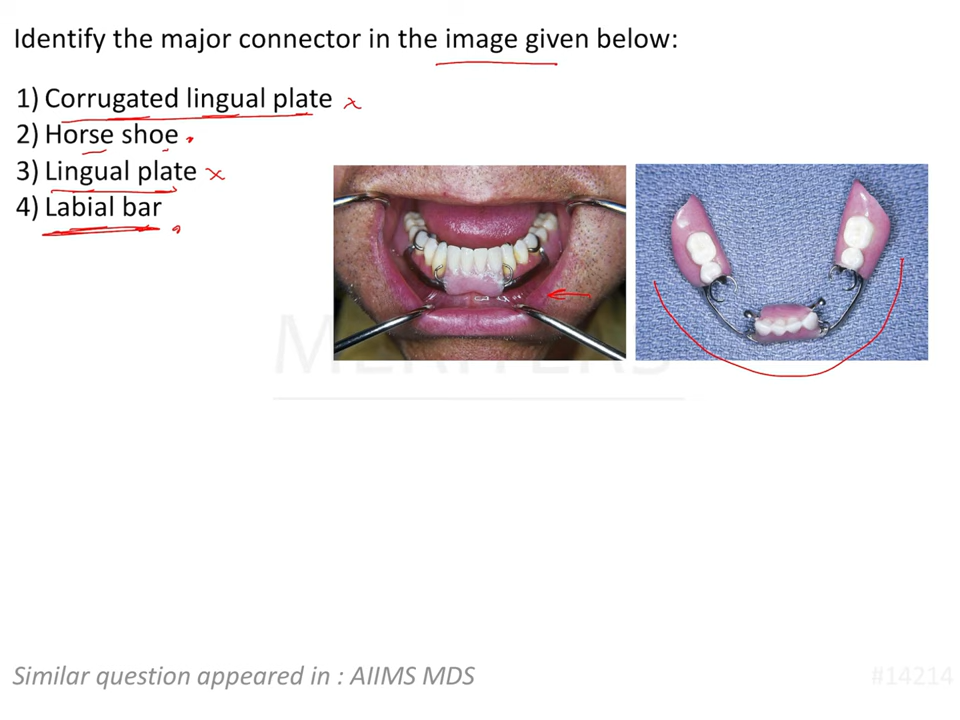 Identify the major connector in the image given below:
1) Corrugated lingual plate x
2) Horse shoe
3) Lingual plate x
4) Labial bar
MERITERS
Similar question appeared in : AIIMS MDS
#14214